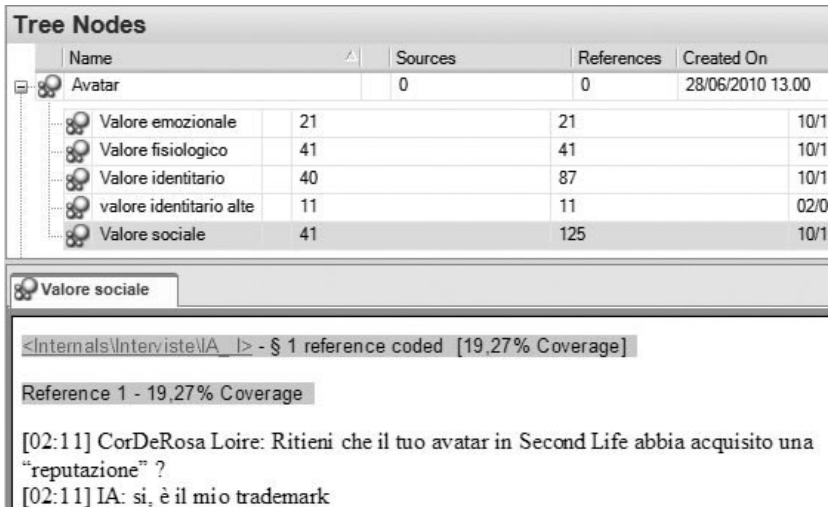 Tree Nodes
Name Sources References Created On
Avatar 0 0 28/06/2010 13.00
Valore emozionale 21 21 10/1
Valore fisiologico 41 41 10/1
Valore identitario 40 87 10/1
valore identitario alte 11 11 02/0
Valore sociale 41 125 10/1
Valore sociale
<Internals\Interviste\IA_ I> - § 1 reference coded [19,27% Coverage]
Reference 1 - 19,27% Coverage
[02:11] CorDeRosa Loire: Ritieni che il tuo avatar in Second Life abbia acquisito una
“reputazione” ?
[02:11] IA: si, è il mio trademark